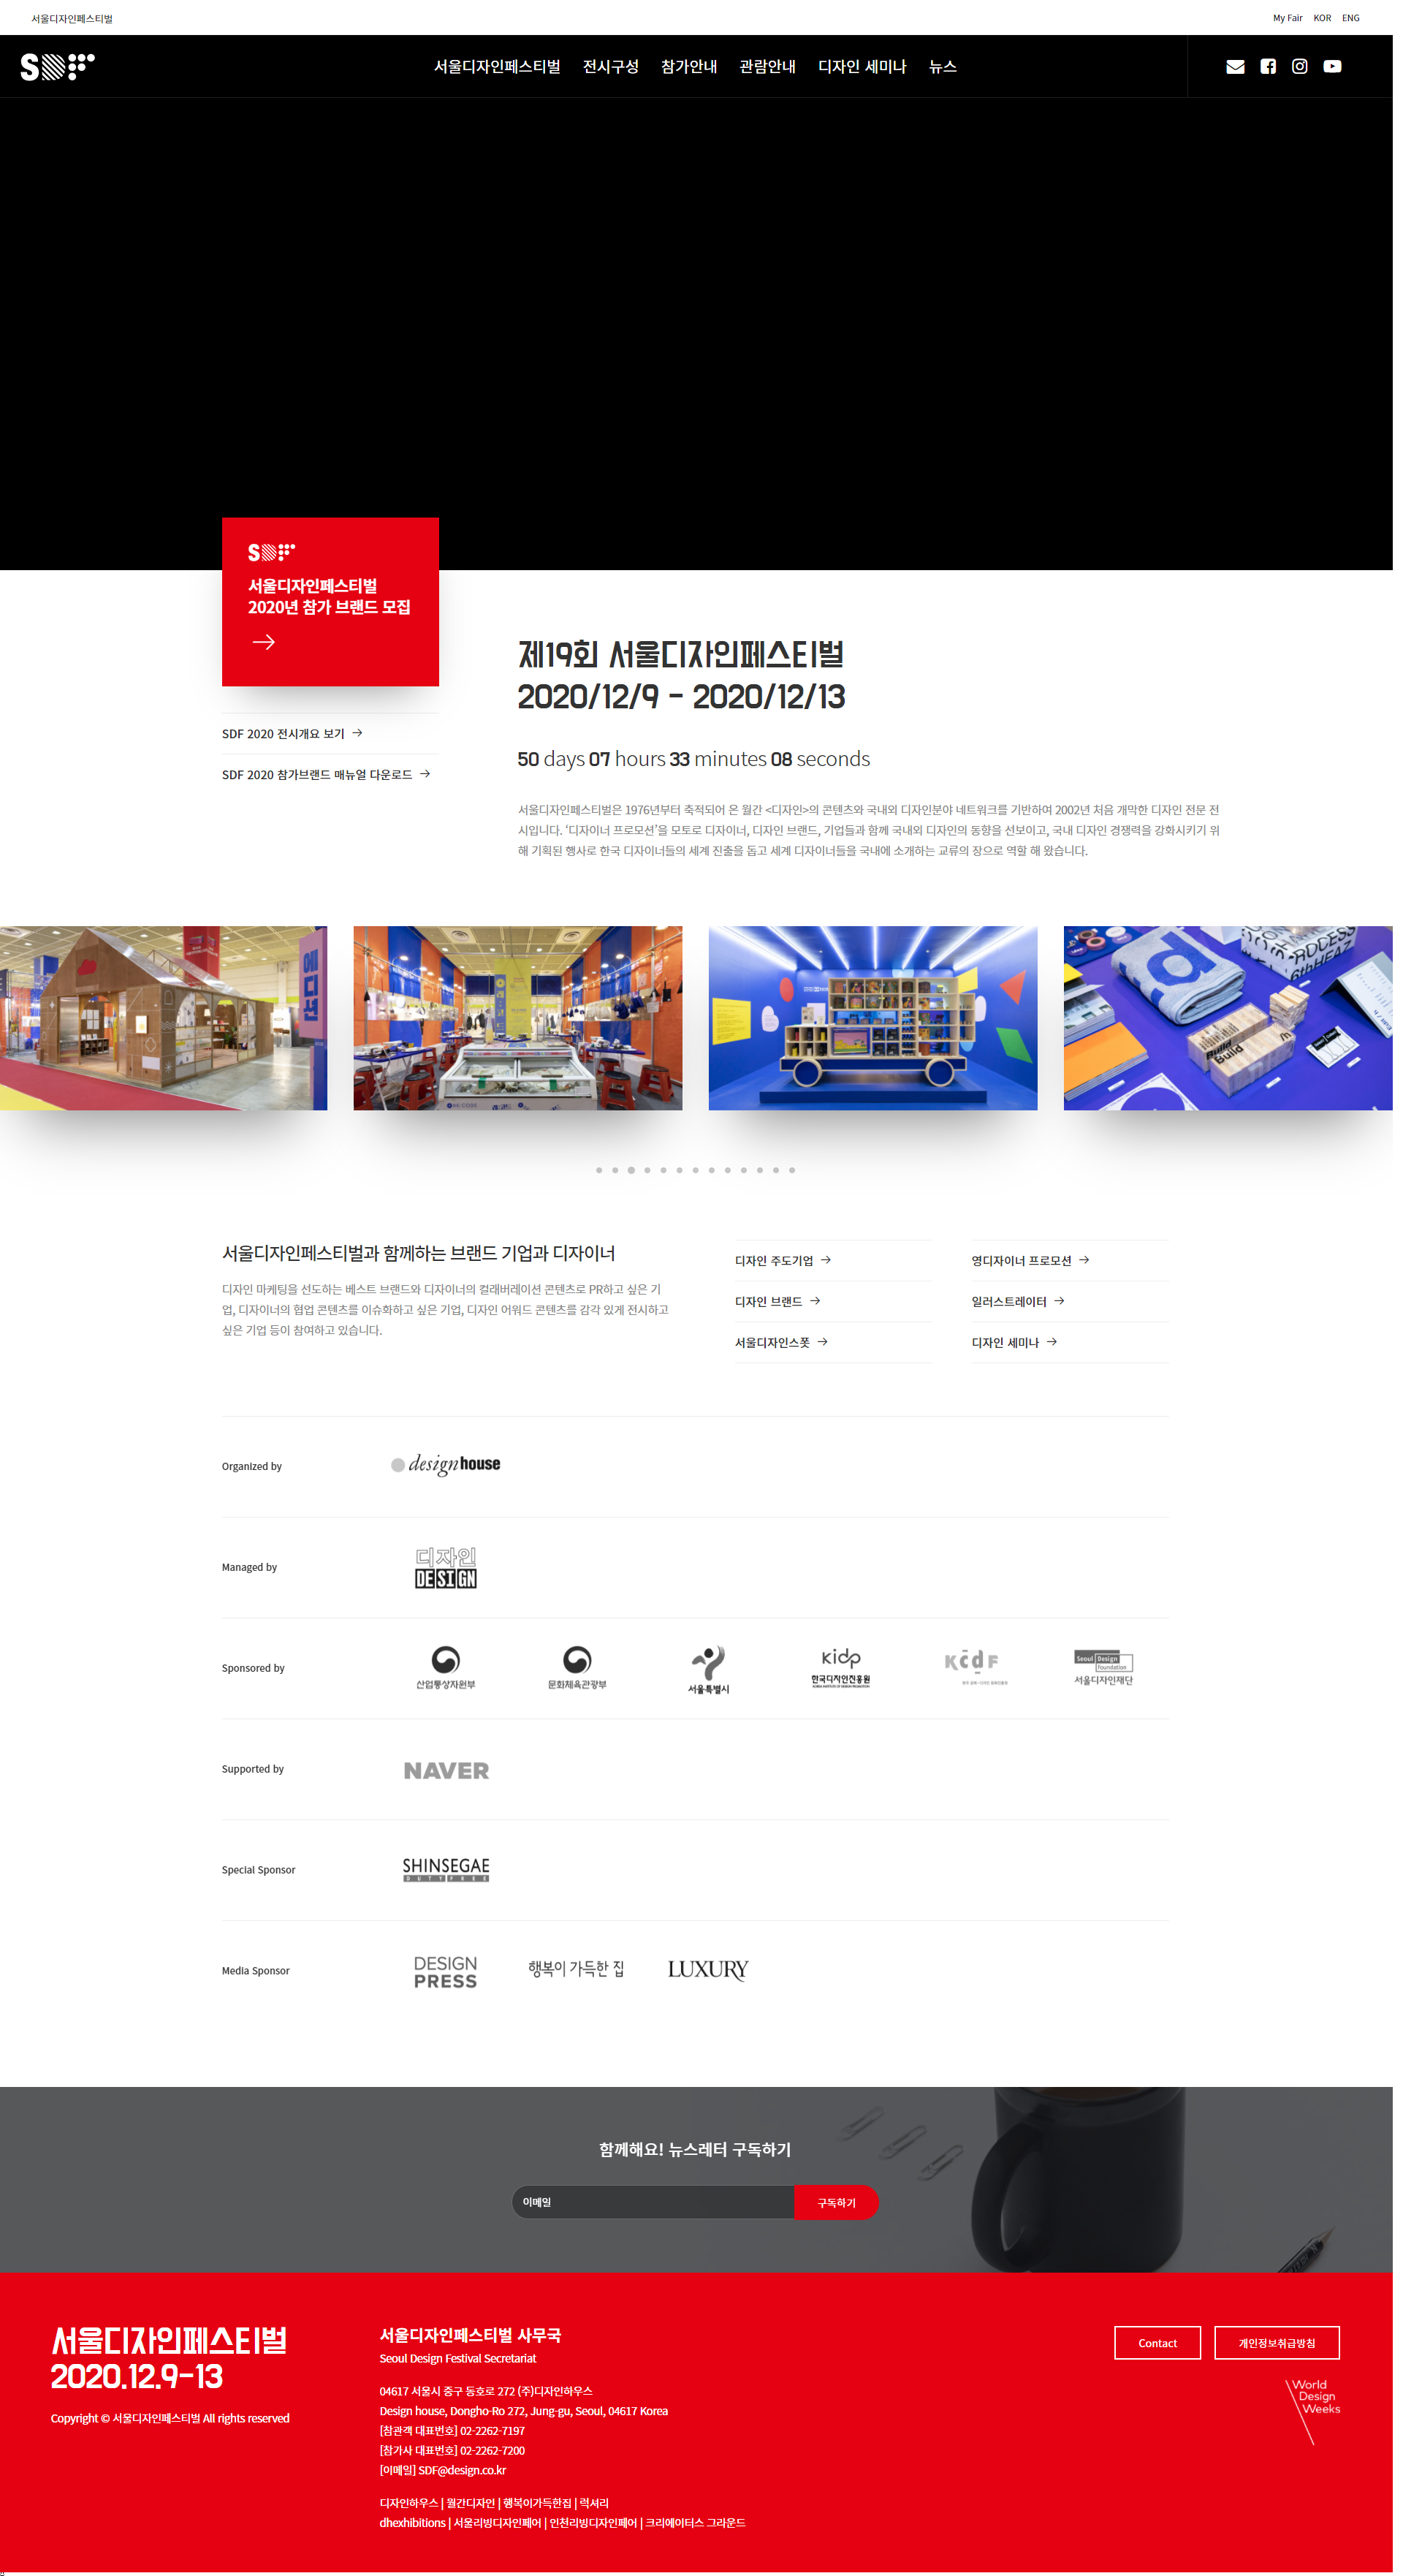 서울디자인페스티벌
My Fair KOR ENG
SDF
서울디자인페스티벌 전시구성 참가안내 관람안내 디자인 세미나 뉴스
SDF
서울디자인페스티벌
2020년 참가 브랜드 모집
SDF 2020 전시개요 보기
SDF 2020 참가브랜드 매뉴얼 다운로드
제19회 서울디자인페스티벌
2020/12/9 - 2020/12/13
50 days 07 hours 33 minutes 08 seconds
서울디자인페스티벌은 1976년부터 축적되어 온 월간 <디자인>의 콘텐츠와 국내외 디자인분야 네트워크를 기반하여 2002년 처음 개막한 디자인 전문 전
시입니다. ‘디자이너 프로모션’을 모토로 디자이너, 디자인 브랜드, 기업들과 함께 국내외 디자인의 동향을 선보이고, 국내 디자인 경쟁력을 강화시키기 위
해 기획된 행사로 한국 디자이너들의 세계 진출을 돕고 세계 디자이너들을 국내에 소개하는 교류의 장으로 역할 해 왔습니다.
에디션
Build
Build
서울디자인페스티벌과 함께하는 브랜드 기업과 디자이너
디자인 마케팅을 선도하는 베스트 브랜드와 디자이너의 컬래버레이션 콘텐츠로 PR하고 싶은 기
업, 디자이너의 협업 콘텐츠를 이슈화하고 싶은 기업, 디자인 어워드 콘텐츠를 감각 있게 전시하고
싶은 기업 등이 참여하고 있습니다.
디자인 주도기업
디자인 브랜드
서울디자인스폿
영디자이너 프로모션
일러스트레이터
디자인 세미나
Organized by
designhouse
Managed by
디자인
DESIGN
Sponsored by
산업통상자원부
문화체육관광부
서울특별시
kidp
한국디자인진흥원
kcdf
Seoul Design
Foundation
서울디자인재단
Supported by
NAVER
Special Sponsor
SHINSEGAE
DUTY FREE
Media Sponsor
DESIGN
PRESS
행복이 가득한 집
LUXURY
함께해요! 뉴스레터 구독하기
이메일
구독하기
서울디자인페스티벌
2020.12.9-13
Copyright © 서울디자인페스티벌 All rights reserved
서울디자인페스티벌 사무국
Seoul Design Festival Secretariat
04617 서울시 중구 동호로 272 (주)디자인하우스
Design house, Dongho-Ro 272, Jung-gu, Seoul, 04617 Korea
[참관객 대표번호] 02-2262-7197
[참가사 대표번호] 02-2262-7200
[이메일] SDF@design.co.kr
디자인하우스 | 월간디자인 | 행복이가득한집 | 럭셔리
dhexhibitions | 서울리빙디자인페어 | 인천리빙디자인페어 | 크리에이터스 그라운드
Contact
개인정보취급방침
World
Design
Weeks